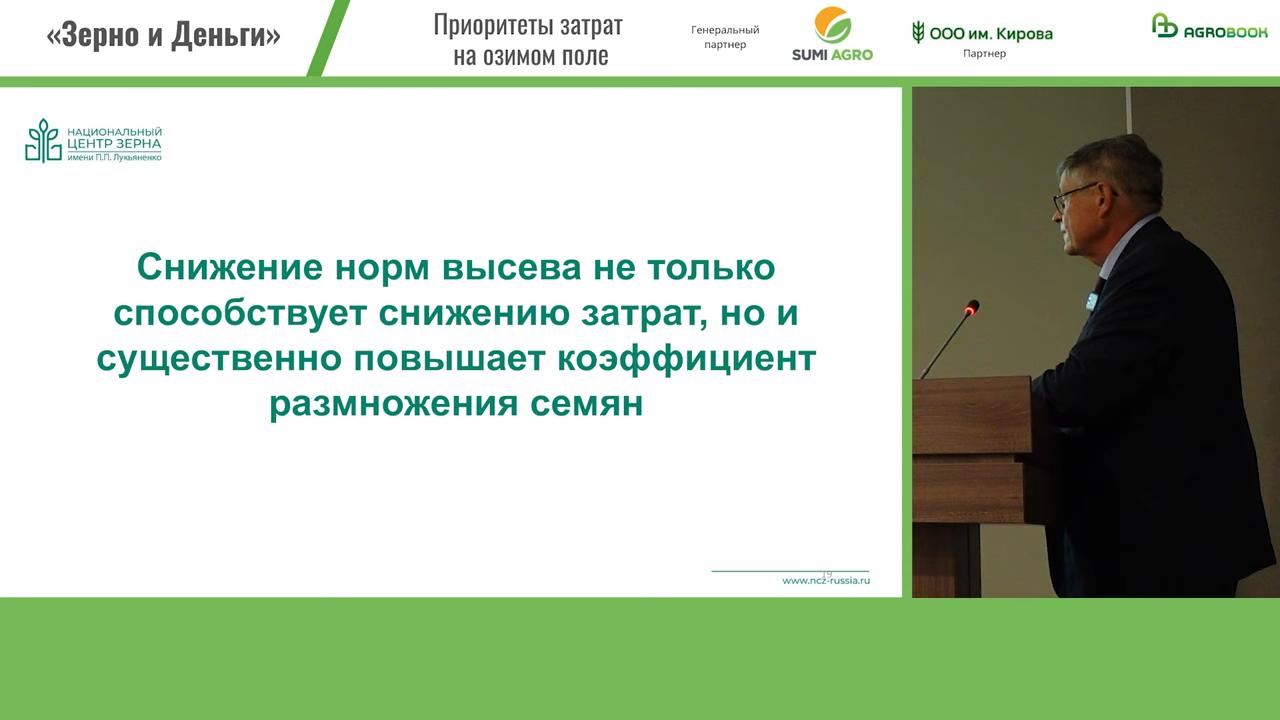 «Зерно и Деньги»
Приоритеты затрат
на озимом поле
Генеральный
партнер
SUMI AGRO
ООО им. Кирова
Партнер
AGROBOOK
НАЦИОНАЛЬНЫЙ
ЦЕНТР ЗЕРНА
имени П.П. Лукьяненко
Снижение норм высева не только
способствует снижению затрат, но и
существенно повышает коэффициент
размножения семян
19
www.ncz-russia.ru